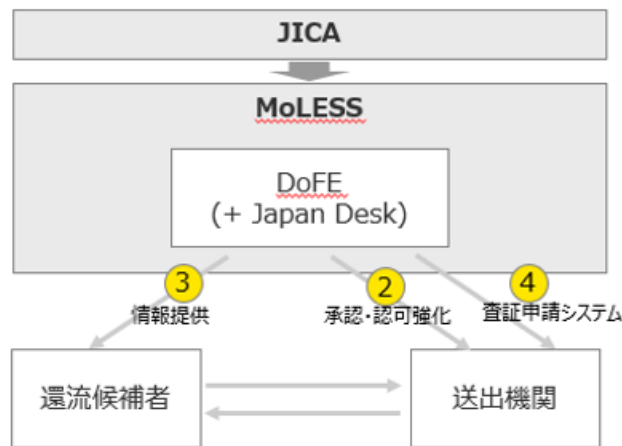 JICA
MoLESS
DoFE
(+ Japan Desk)
3
2
4
情報提供
承認・認可強化
査証申請システム
還流候補者
送出機関